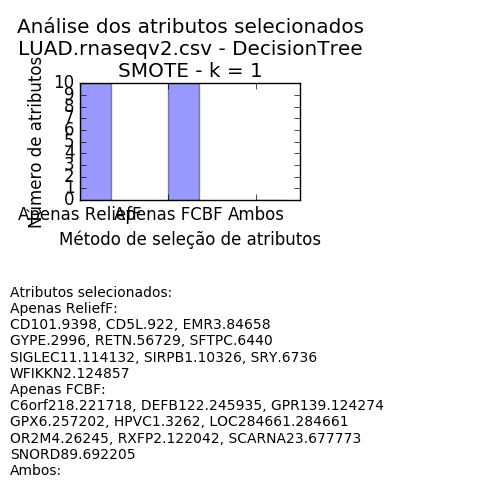 Análise dos atributos selecionados
LUAD.rnaseqv2.csv - DecisionTree
SMOTE - k = 1
Número de atributos
10
9
8
7
6
5
4
3
2
1
0
Apenas ReliefF
Apenas FCBF
Ambos
Método de seleção de atributos
Atributos selecionados:
Apenas ReliefF:
CD101.9398, CD5L.922, EMR3.84658
GYPE.2996, RETN.56729, SFTPC.6440
SIGLEC11.114132, SIRPB1.10326, SRY.6736
WFIKKN2.124857
Apenas FCBF:
C6orf218.221718, DEFB122.245935, GPR139.124274
GPX6.257202, HPVC1.3262, LOC284661.284661
OR2M4.26245, RXFP2.122042, SCARNA23.677773
SNORD89.692205
Ambos: